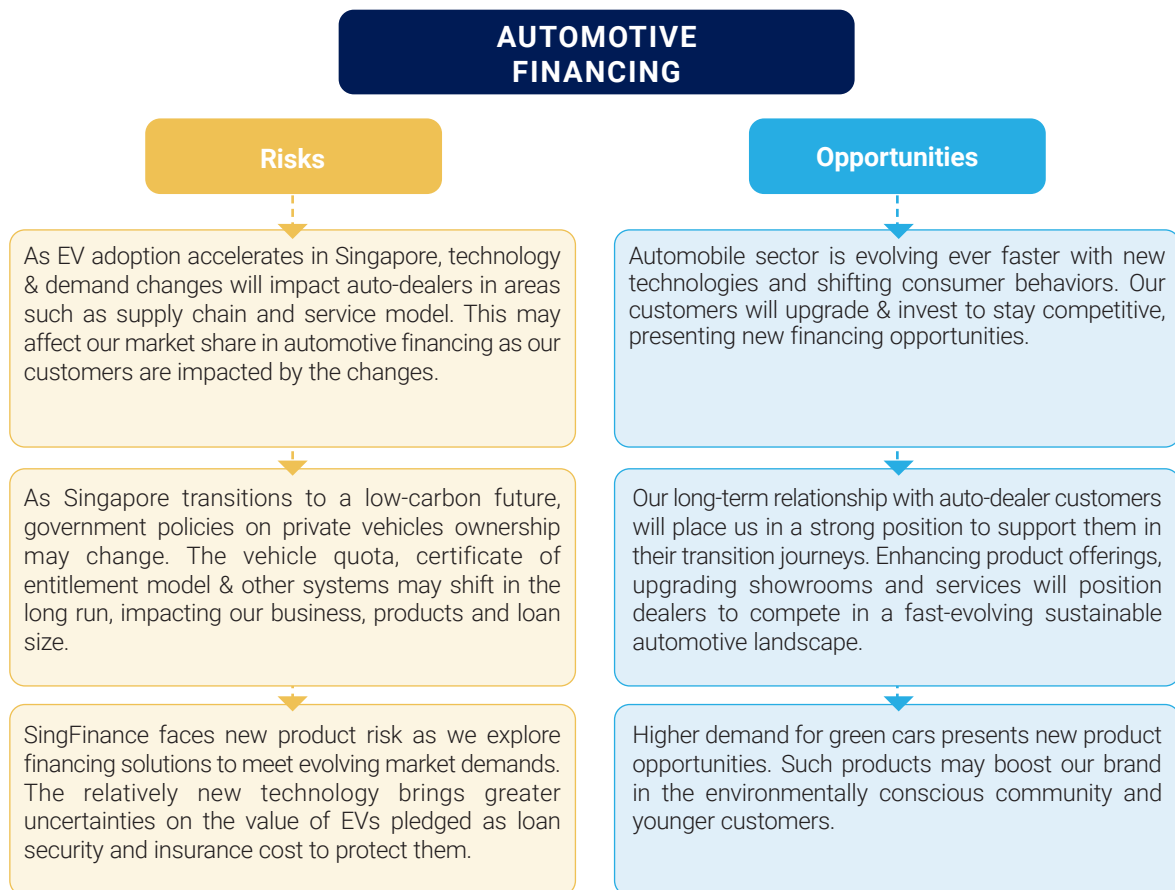 AUTOMOTIVE
FINANCING
Risks
As EV adoption accelerates in Singapore, technology
& demand changes will impact auto-dealers in areas
such as supply chain and service model. This may
affect our market share in automotive financing as our
customers are impacted by the changes.
As Singapore transitions to a low-carbon future,
government policies on private vehicles ownership
may change. The vehicle quota, certificate of
entitlement model & other systems may shift in the
long run, impacting our business, products and loan
size.
SingFinance faces new product risk as we explore
financing solutions to meet evolving market demands.
The relatively new technology brings greater
uncertainties on the value of EVs pledged as loan
security and insurance cost to protect them.
Opportunities
Automobile sector is evolving ever faster with new
technologies and shifting consumer behaviors. Our
customers will upgrade & invest to stay competitive,
presenting new financing opportunities.
Our long-term relationship with auto-dealer customers
will place us in a strong position to support them in
their transition journeys. Enhancing product offerings,
upgrading showrooms and services will position
dealers to compete in a fast-evolving sustainable
automotive landscape.
Higher demand for green cars presents new product
opportunities. Such products may boost our brand
in the environmentally conscious community and
younger customers.